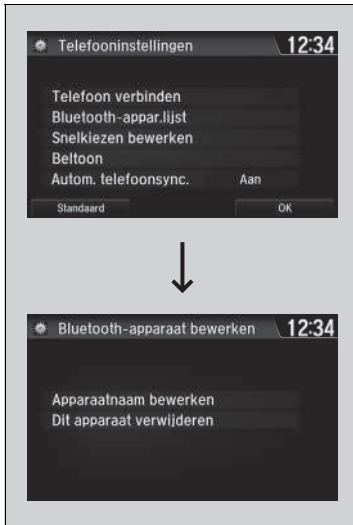 Telefooninstellingen 12:34
Telefoon verbinden
Bluetooth-appar.lijst
Snelkiezen bewerken
Beltoon
Autom. telefoonsync. Aan
Standaard OK
Bluetooth-apparaat bewerken 12:34
Apparaatnaam bewerken
Dit apparaat verwijderen